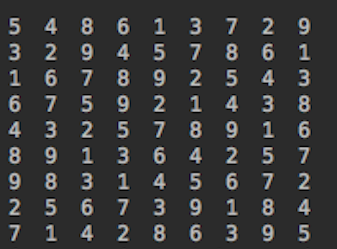 5 4 8 6 1 3 7 2 9
3 2 9 4 5 7 8 6 1
1 6 7 8 9 2 5 4 3
6 7 5 9 2 1 4 3 8
4 3 2 5 7 8 9 1 6
8 9 1 3 6 4 2 5 7
9 8 3 1 4 5 6 7 2
2 5 6 7 3 9 1 8 4
7 1 4 2 8 6 3 9 5